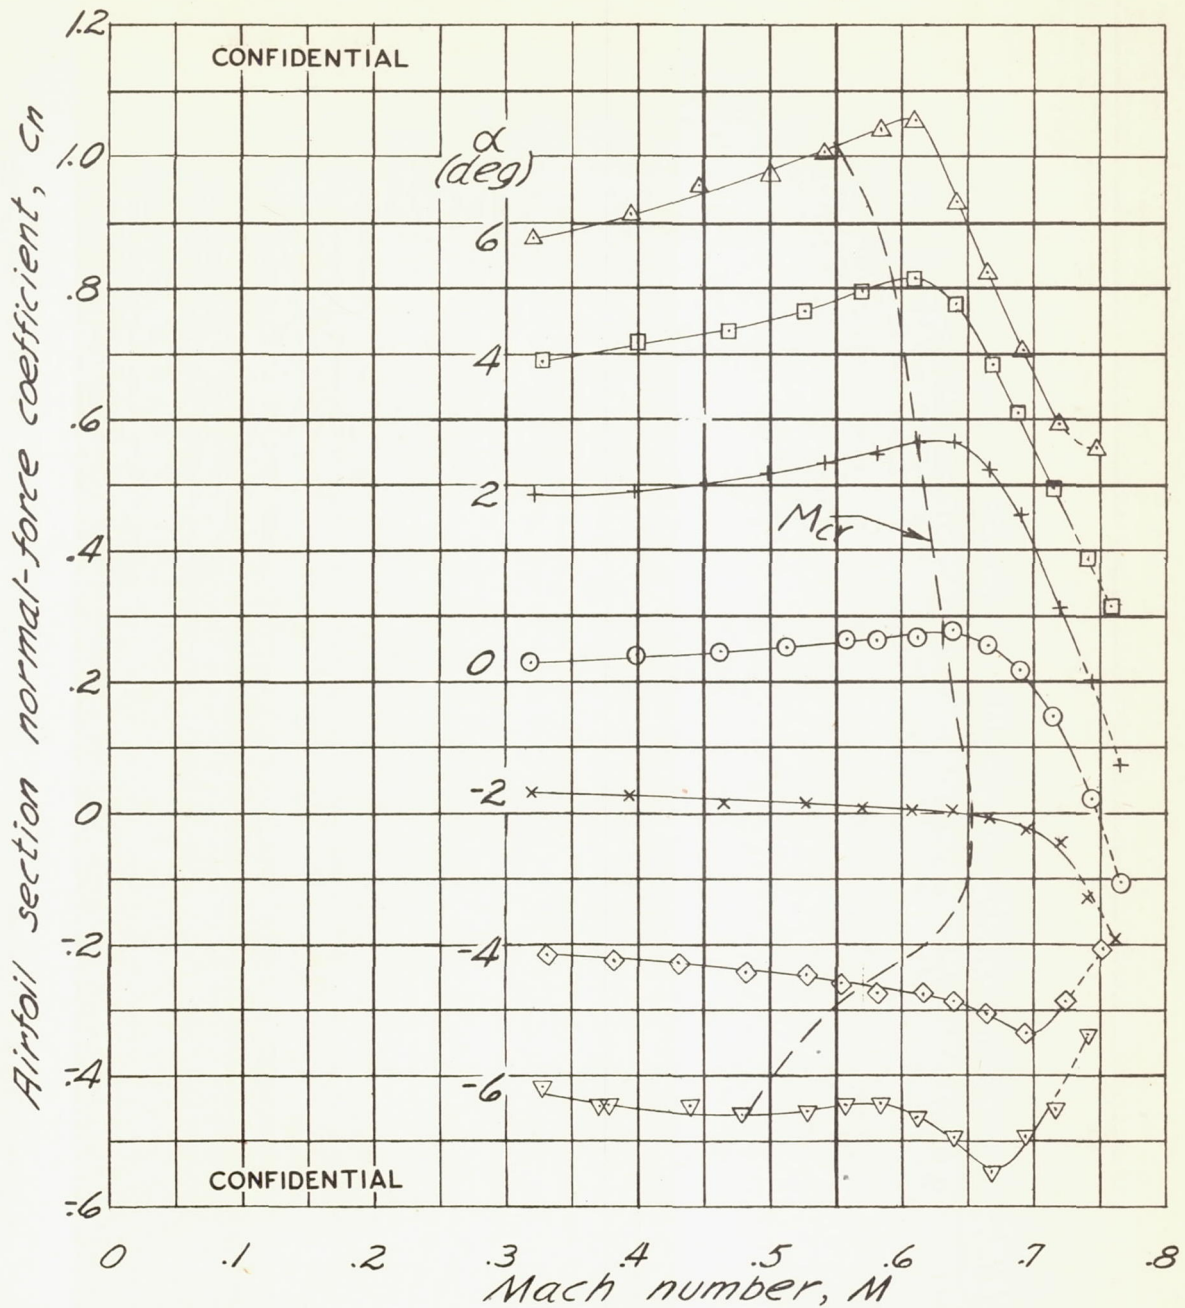 1.2
CONFIDENTIAL
1.0
α
(deg)
6
.8
4
.6
2
Mcr
.4
0
.2
-2
0
-.2
-4
-.4
-6
CONFIDENTIAL
-.6
0 .1 .2 .3 .4 .5 .6 .7 .8
Mach number, M
Airfoil section normal-force coefficient, cn